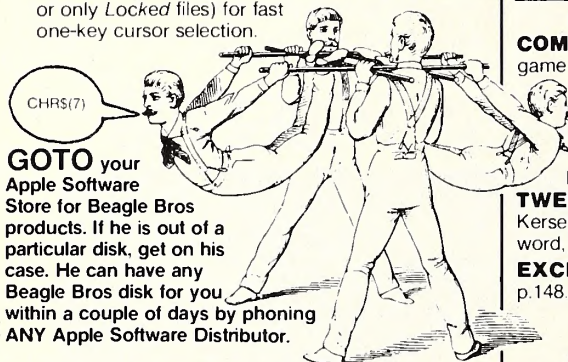 or only Locked files) for fast
one-key cursor selection.
CHR$(7)
GOTO your
Apple Software
Store for Beagle Bros
products. If he is out of a
particular disk, get on his
case. He can have any
Beagle Bros disk for you
within a couple of days by phoning
ANY Apple Software Distributor.
COM
game
TWE
Kerse
word,
EXC
p.148.